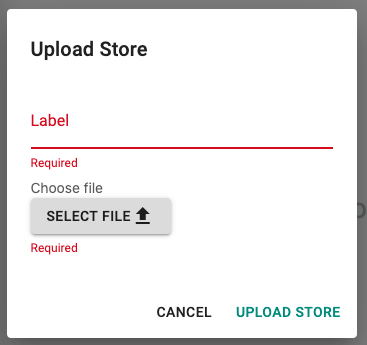 Upload Store
Label
Required
Choose file
SELECT FILE
Required
CANCEL UPLOAD STORE